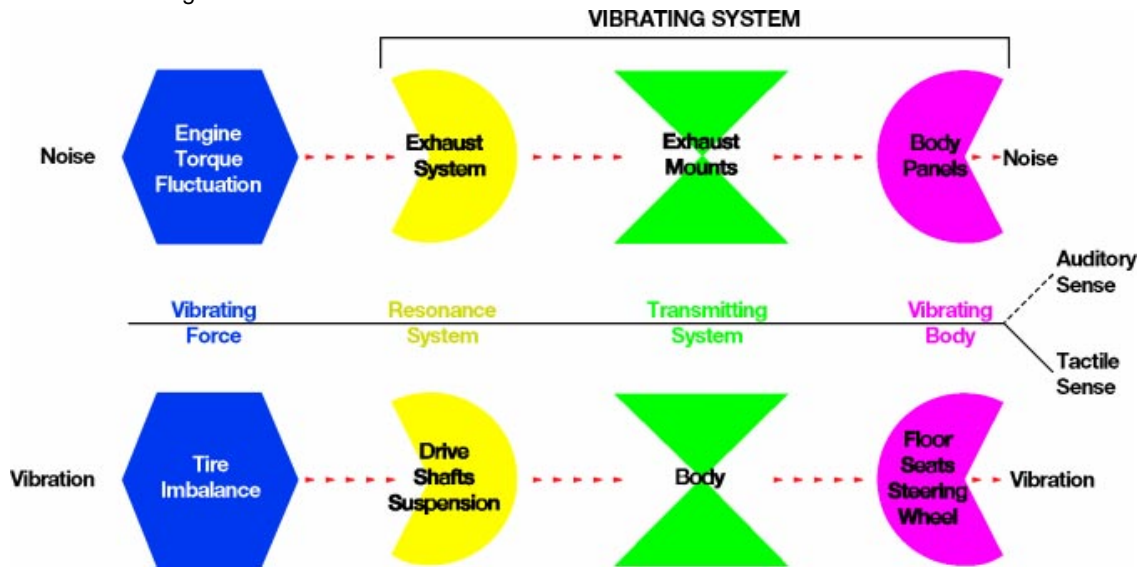 VIBRATING SYSTEM
Noise
Engine
Torque
Fluctuation
Exhaust
System
Exhaust
Mounts
Body
Panels
Noise
Auditory
Sense
Vibrating
Force
Resonance
System
Transmitting
System
Vibrating
Body
Tactile
Sense
Vibration
Tire
Imbalance
Drive
Shafts
Suspension
Body
Floor
Seats
Steering
Wheel
Vibration